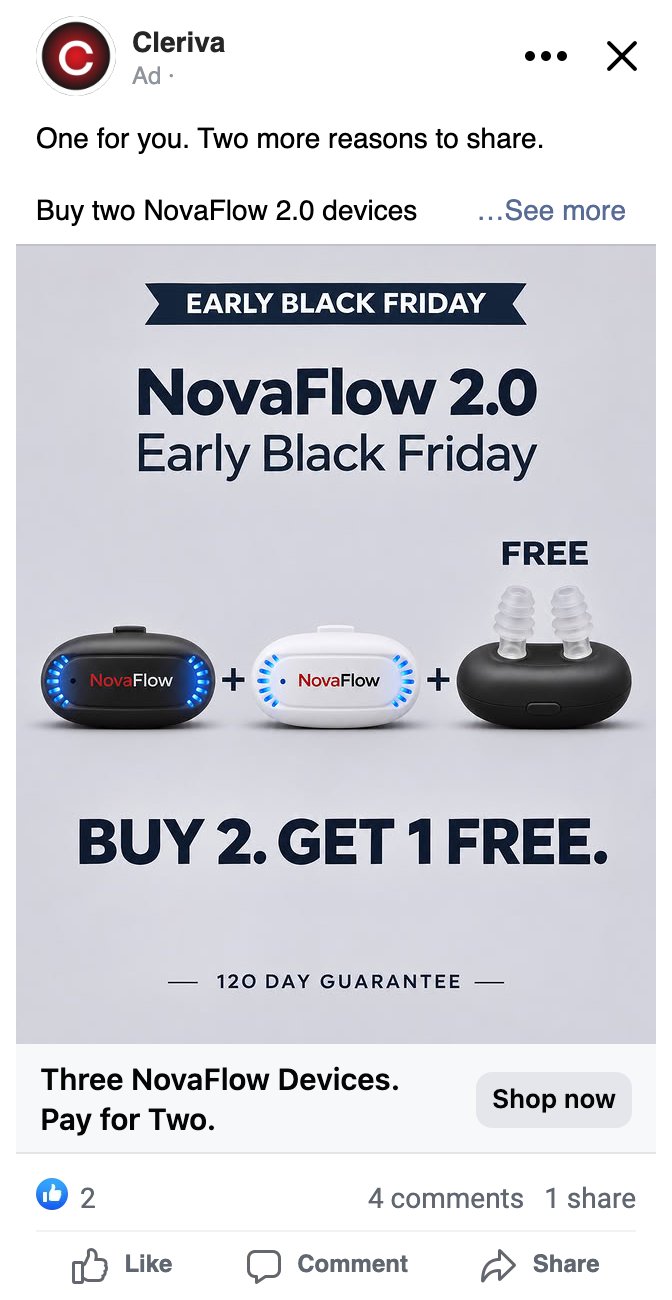 C
Cleriva
Ad ·
One for you. Two more reasons to share.
Buy two NovaFlow 2.0 devices ...See more
EARLY BLACK FRIDAY
NovaFlow 2.0
Early Black Friday
FREE
NovaFlow + NovaFlow +
BUY 2. GET 1 FREE.
120 DAY GUARANTEE
Three NovaFlow Devices.
Pay for Two.
Shop now
2 4 comments 1 share
Like Comment Share